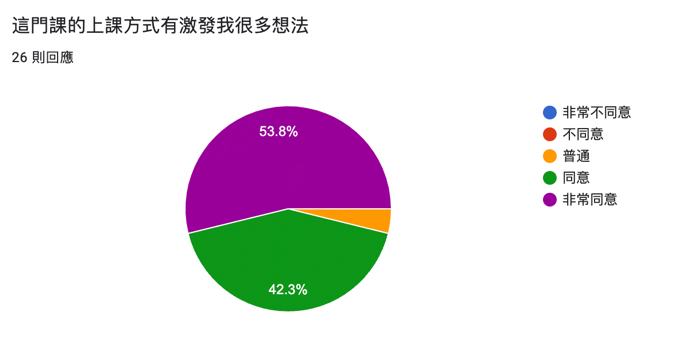 這門課的上課方式有激發我很多想法
26 則回應
53.8%
42.3%
非常不同意
不同意
普通
同意
非常同意